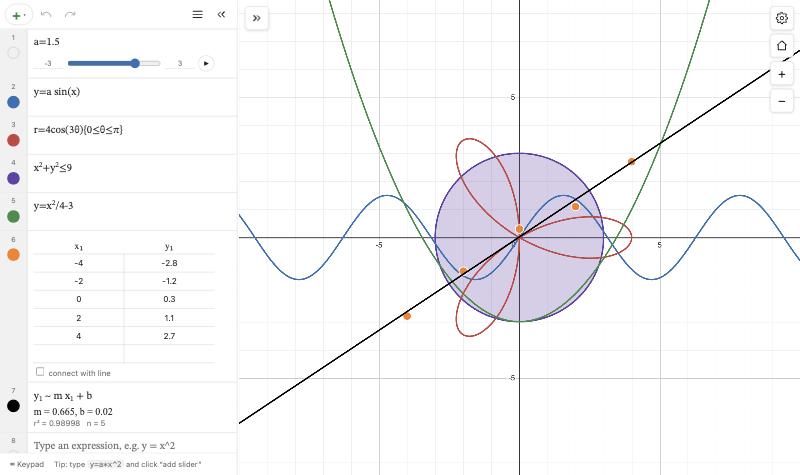 1
a=1.5
-3 3
2
y=a sin(x)
3
r=4cos(3θ){0≤θ≤π}
4
x²+y²≤9
5
y=x²/4-3
6
x₁ y₁
-4 -2.8
-2 -1.2
0 0.3
2 1.1
4 2.7
connect with line
7
y₁ ~ m x₁ + b
m = 0.665, b = 0.02
r² = 0.98998 n = 5
8
Type an expression, e.g. y = x^2
Keypad Tip: type y=a*x^2 and click "add slider"
5
-5 5
-5